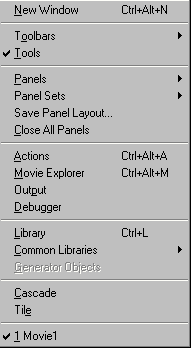 New Window Ctrl+Alt+N
Toolbars
Tools
Panels
Panel Sets
Save Panel Layout...
Close All Panels
Actions Ctrl+Alt+A
Movie Explorer Ctrl+Alt+M
Output
Debugger
Library Ctrl+L
Common Libraries
Generator Objects
Cascade
Tile
1 Movie1